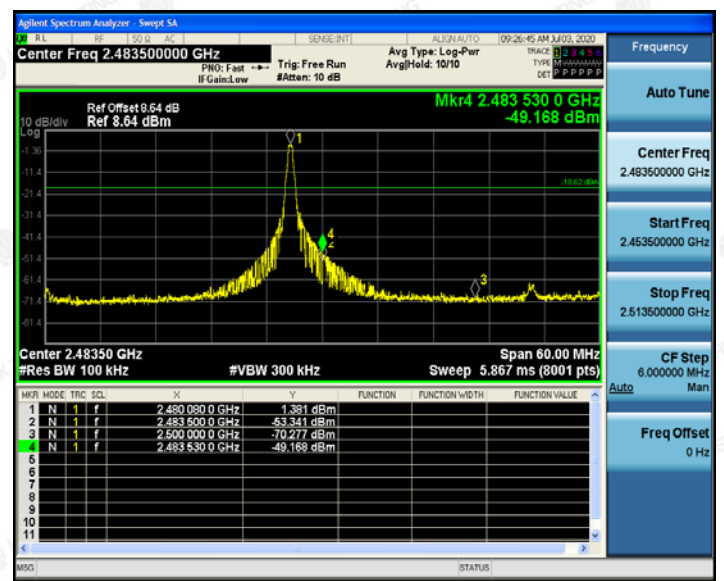 Agilent Spectrum Analyzer - Swept SA
RL RF 50 Ω AC SENSE:INT ALIGNAUTO 09:26:45 AM Jul 03, 2020
Center Freq 2.483500000 GHz
PNO: Fast
IFGain:Low
Trig: Free Run
#Atten: 10 dB
Avg Type: Log-Pwr
Avg|Hold: 10/10
TRACE 1 2 3 4 5 6
TYPE M
DET P P P P P P
Ref Offset 8.64 dB
10 dB/div Ref 8.64 dBm
Log
Mkr4 2.483 530 0 GHz
-49.168 dBm
1
-1.36
-11.4
-18.62 dBm
-21.4
-31.4
4
-41.4
2
-51.4
-61.4
3
-71.4
-81.4
Center 2.48350 GHz Span 60.00 MHz
#Res BW 100 kHz #VBW 300 kHz Sweep 5.867 ms (8001 pts)
MKR MODE TRC SCL X Y FUNCTION FUNCTION WIDTH FUNCTION VALUE
1 N 1 f 2.480 080 0 GHz 1.381 dBm
2 N 1 f 2.483 500 0 GHz -53.341 dBm
3 N 1 f 2.500 000 0 GHz -70.277 dBm
4 N 1 f 2.483 530 0 GHz -49.168 dBm
5
6
7
8
9
10
11
MSG STATUS
Frequency
Auto Tune
Center Freq
2.483500000 GHz
Start Freq
2.453500000 GHz
Stop Freq
2.513500000 GHz
CF Step
6.000000 MHz
Auto Man
Freq Offset
0 Hz